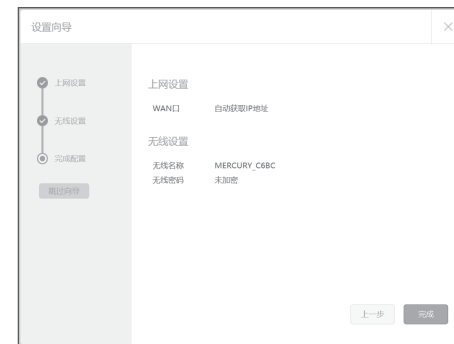 设置向导
上网设置
无线设置
完成配置
跳过向导
上网设置
WAN口 自动获取IP地址
无线设置
无线名称 MERCURY_C6BC
无线密码 未加密
上一步 完成